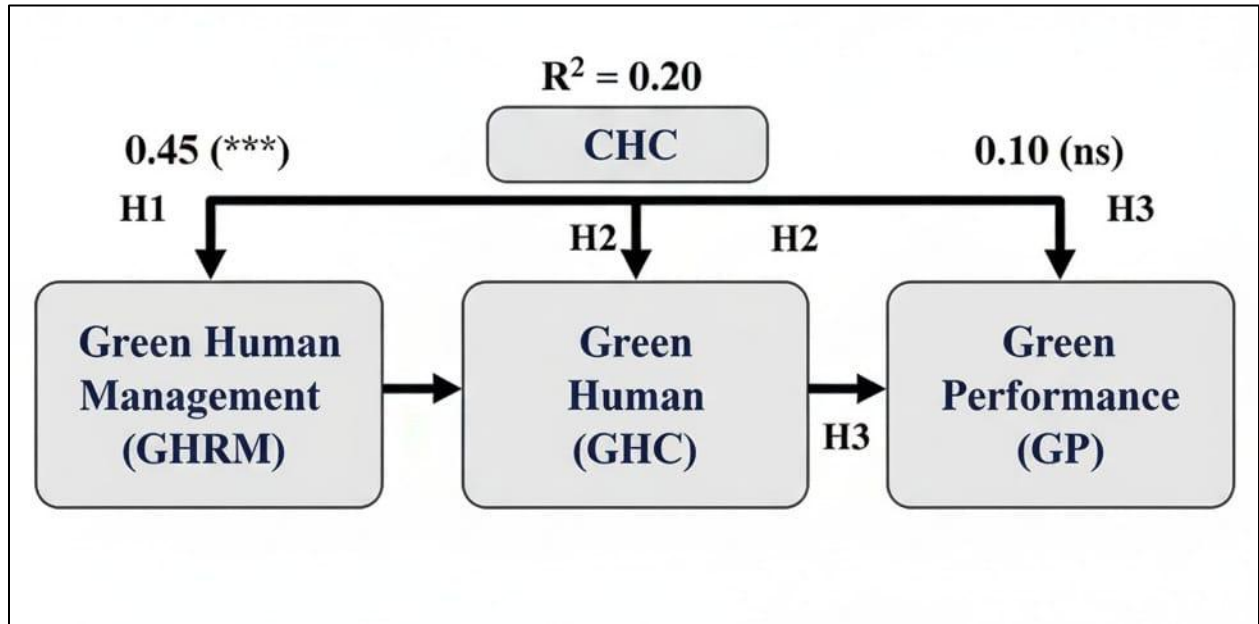 R² = 0.20
CHC
0.45 (***)
0.10 (ns)
H1
H2
H2
H3
Green Human
Management
(GHRM)
Green
Human
(GHC)
H3
Green
Performance
(GP)